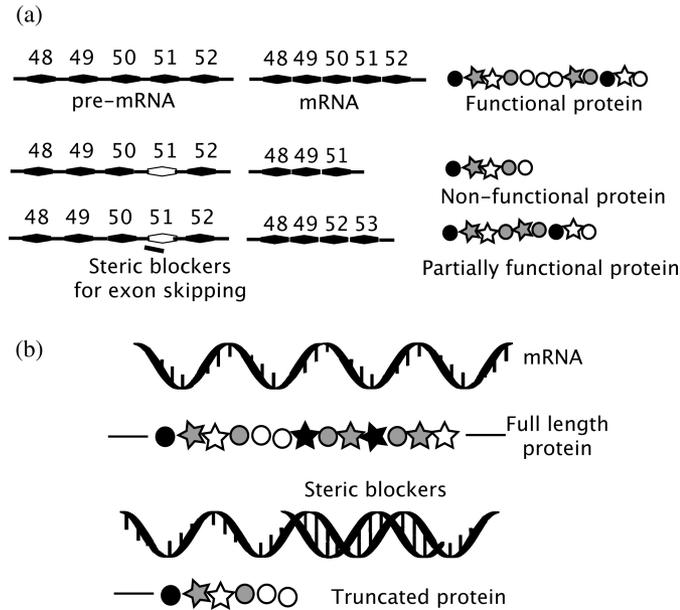 (a)
48 49 50 51 52 48 49 50 51 52
pre-mRNA mRNA Functional protein
48 49 50 51 52 48 49 51
Non-functional protein
48 49 50 51 52 48 49 52 53
Steric blockers
for exon skipping
Partially functional protein
(b)
mRNA
Full length
protein
Steric blockers
Truncated protein